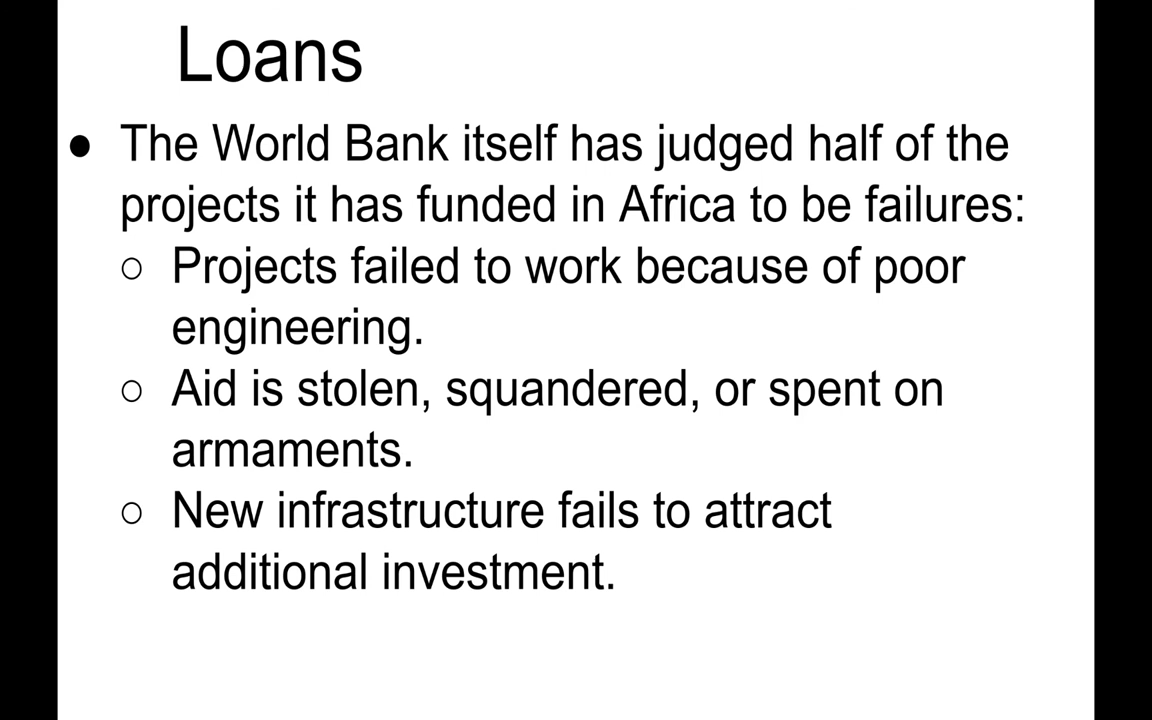 Loans
● The World Bank itself has judged half of the
projects it has funded in Africa to be failures:
○ Projects failed to work because of poor
engineering.
○ Aid is stolen, squandered, or spent on
armaments.
○ New infrastructure fails to attract
additional investment.